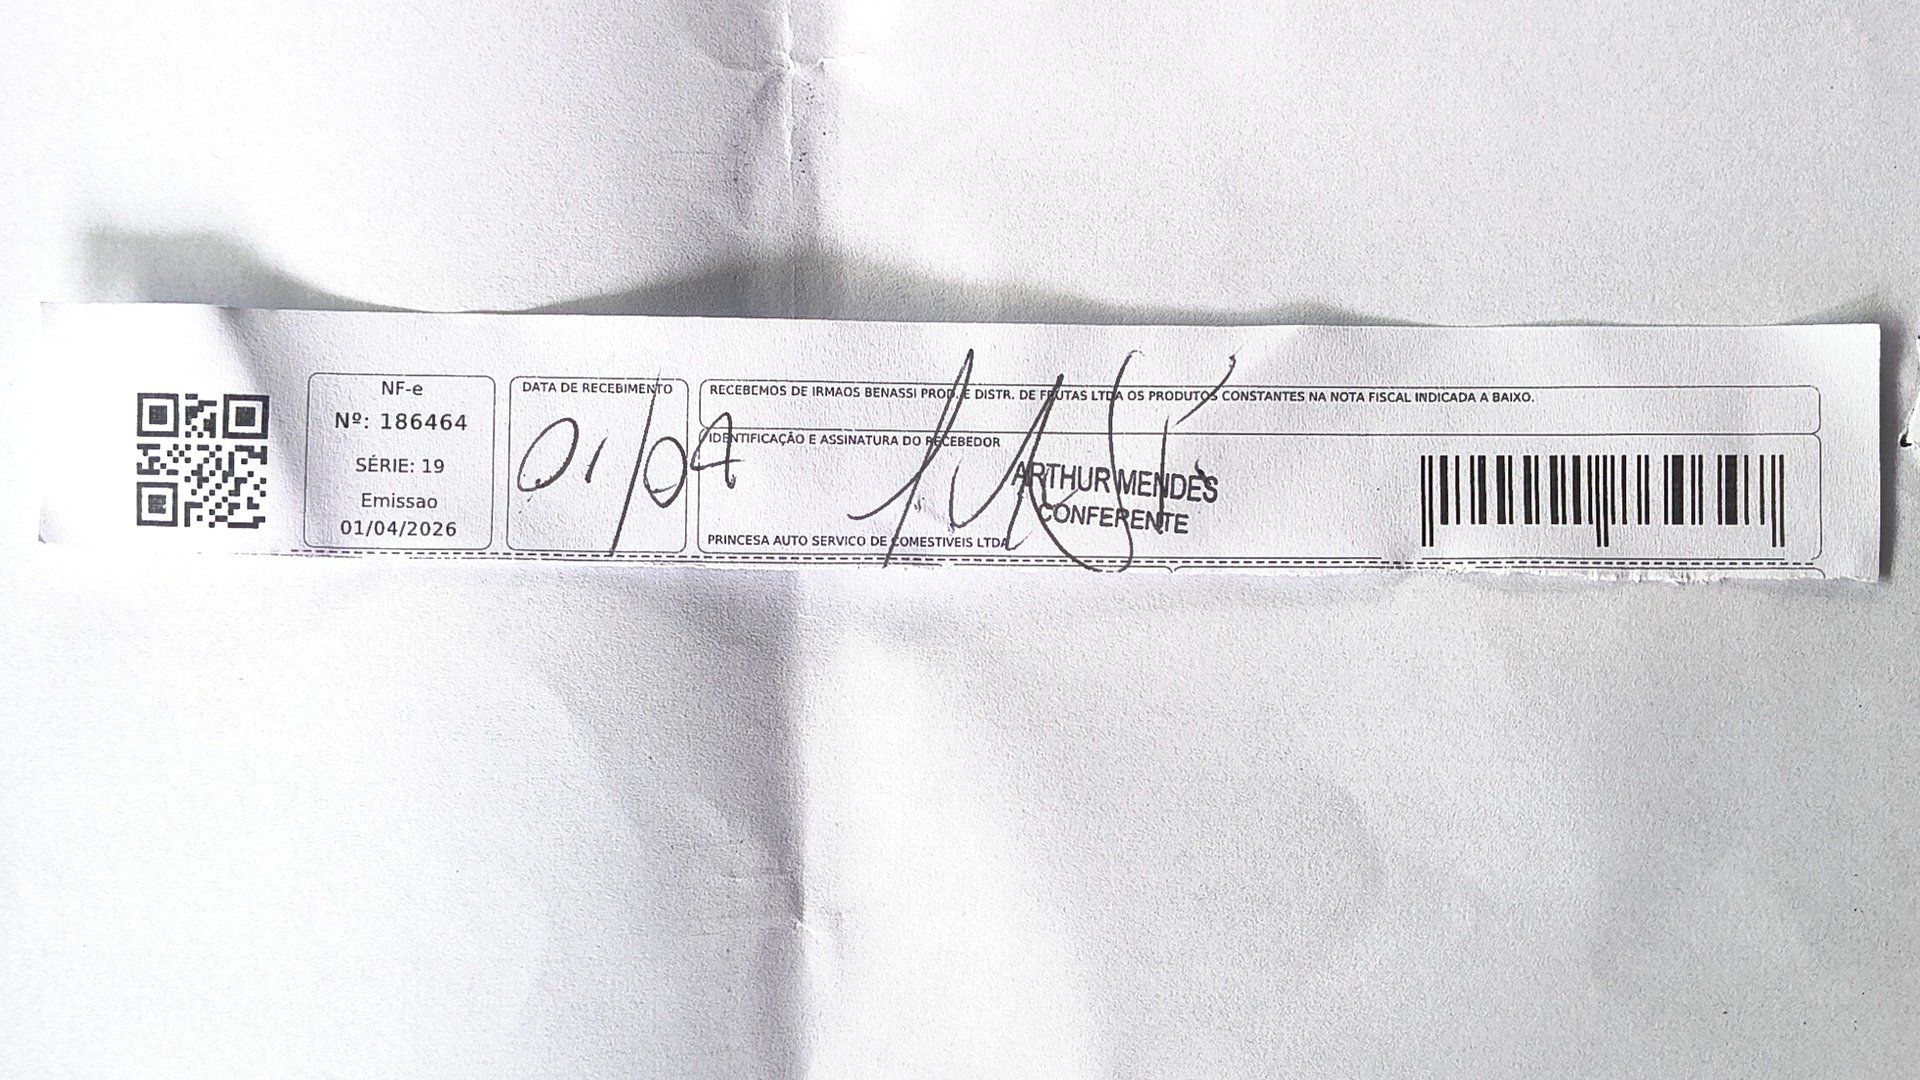 NF-e
Nº: 186464
SÉRIE: 19
Emissao
01/04/2026
DATA DE RECEBIMENTO
01/04
RECEBEMOS DE IRMAOS BENASSI PROD. E DISTR. DE FRUTAS LTDA OS PRODUTOS CONSTANTES NA NOTA FISCAL INDICADA A BAIXO.
IDENTIFICAÇÃO E ASSINATURA DO RECEBEDOR
ARTHUR MENDES
CONFERENTE
PRINCESA AUTO SERVICO DE COMESTIVEIS LTDA